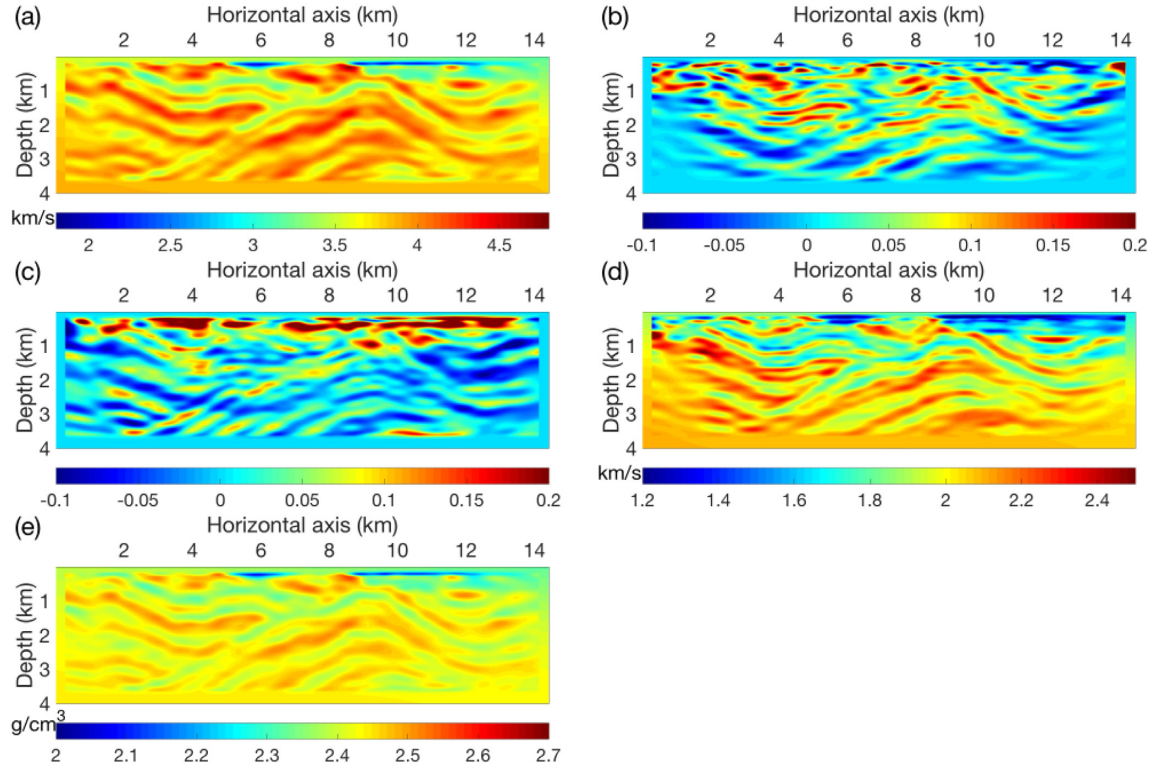 (a)
Horizontal axis (km)
2 4 6 8 10 12 14
Depth (km)
1
2
3
4
km/s
2 2.5 3 3.5 4 4.5
(b)
Horizontal axis (km)
2 4 6 8 10 12 14
Depth (km)
1
2
3
4
-0.1 -0.05 0 0.05 0.1 0.15 0.2
(c)
Horizontal axis (km)
2 4 6 8 10 12 14
Depth (km)
1
2
3
4
-0.1 -0.05 0 0.05 0.1 0.15 0.2
(d)
Horizontal axis (km)
2 4 6 8 10 12 14
Depth (km)
1
2
3
4
km/s
1.2 1.4 1.6 1.8 2 2.2 2.4
(e)
Horizontal axis (km)
2 4 6 8 10 12 14
Depth (km)
1
2
3
4
g/cm³
2 2.1 2.2 2.3 2.4 2.5 2.6 2.7